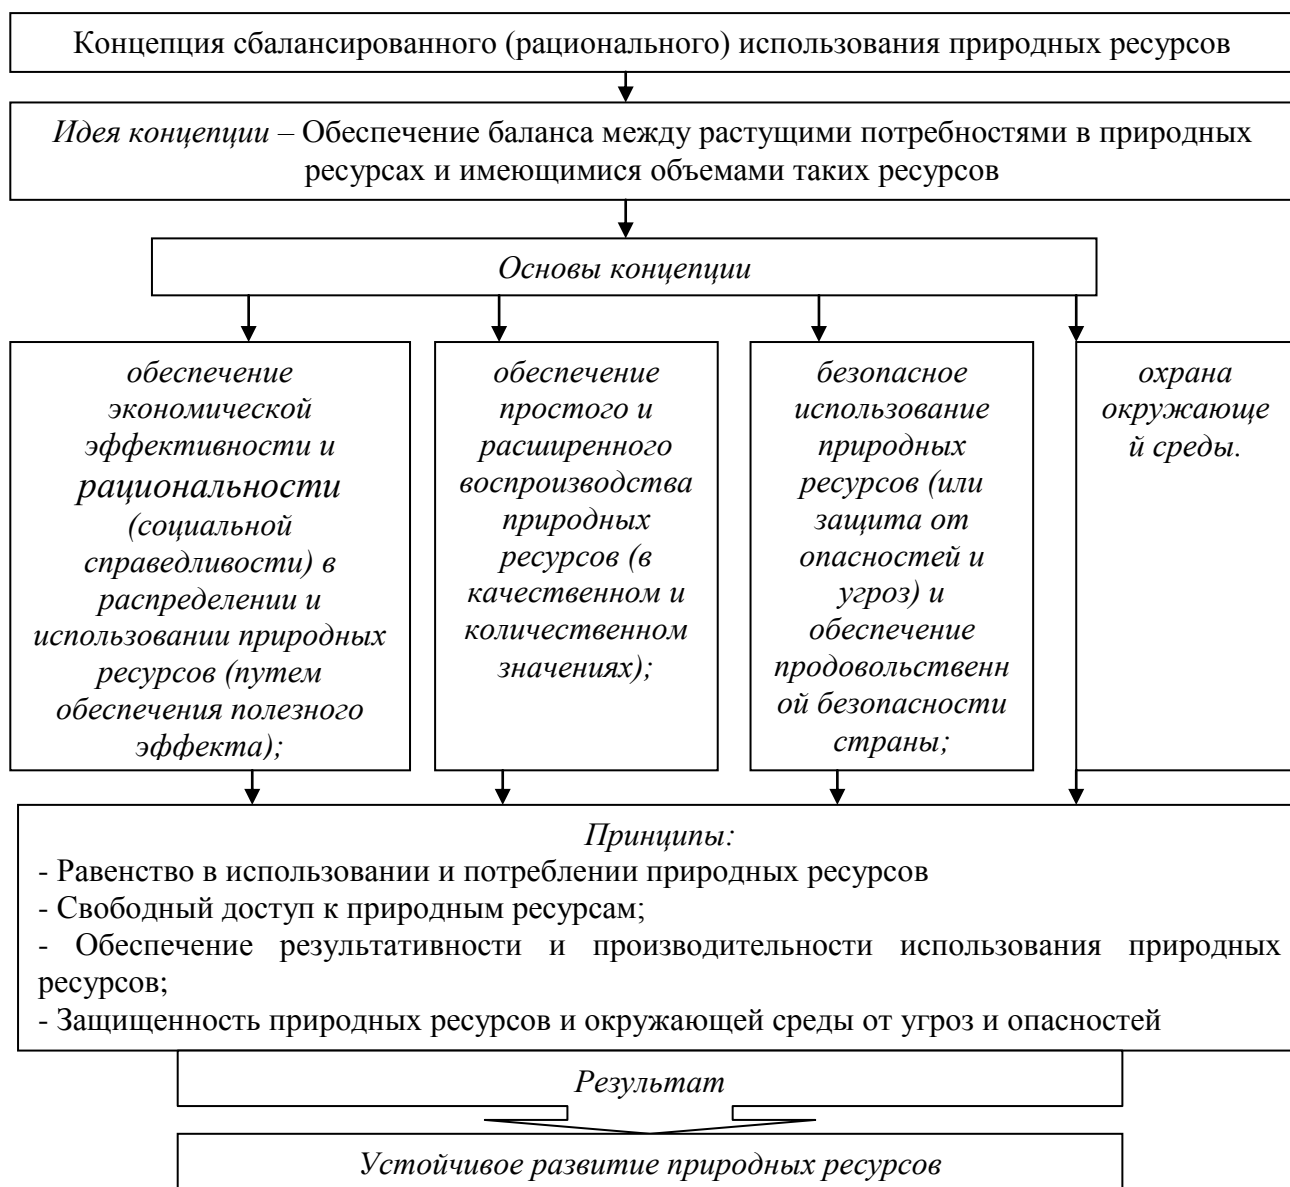 Концепция сбалансированного (рационального) использования природных ресурсов
Идея концепции – Обеспечение баланса между растущими потребностями в природных
ресурсах и имеющимися объемами таких ресурсов
Основы концепции
обеспечение
экономической
эффективности и
рациональности
(социальной
справедливости) в
распределении и
использовании природных
ресурсов (путем
обеспечения полезного
эффекта);
обеспечение
простого и
расширенного
воспроизводства
природных
ресурсов (в
качественном и
количественном
значениях);
безопасное
использование
природных
ресурсов (или
защита от
опасностей и
угроз) и
обеспечение
продовольственн
ой безопасности
страны;
охрана
окружающе
й среды.
Принципы:
- Равенство в использовании и потреблении природных ресурсов
- Свободный доступ к природным ресурсам;
- Обеспечение результативности и производительности использования природных
ресурсов;
- Защищенность природных ресурсов и окружающей среды от угроз и опасностей
Результат
Устойчивое развитие природных ресурсов